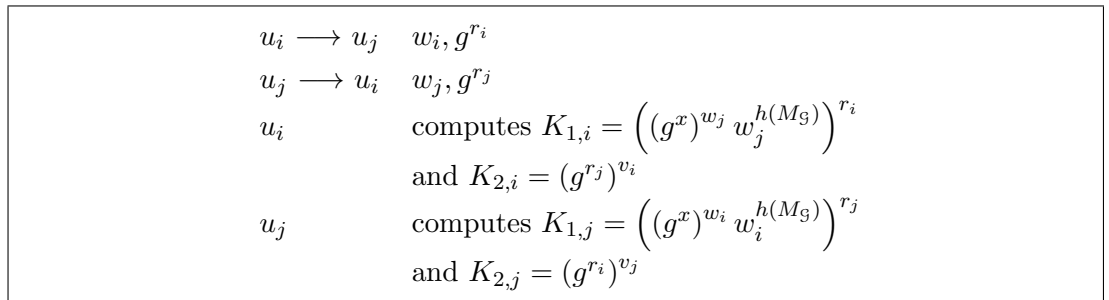 u_i ⟶ u_j w_i, g^{r_i}
u_j ⟶ u_i w_j, g^{r_j}
u_i computes K_{1,i} = ((g^x)^{w_j} w_j^{h(M_𝒢)})^{r_i}
and K_{2,i} = (g^{r_j})^{v_i}
u_j computes K_{1,j} = ((g^x)^{w_i} w_i^{h(M_𝒢)})^{r_j}
and K_{2,j} = (g^{r_i})^{v_j}